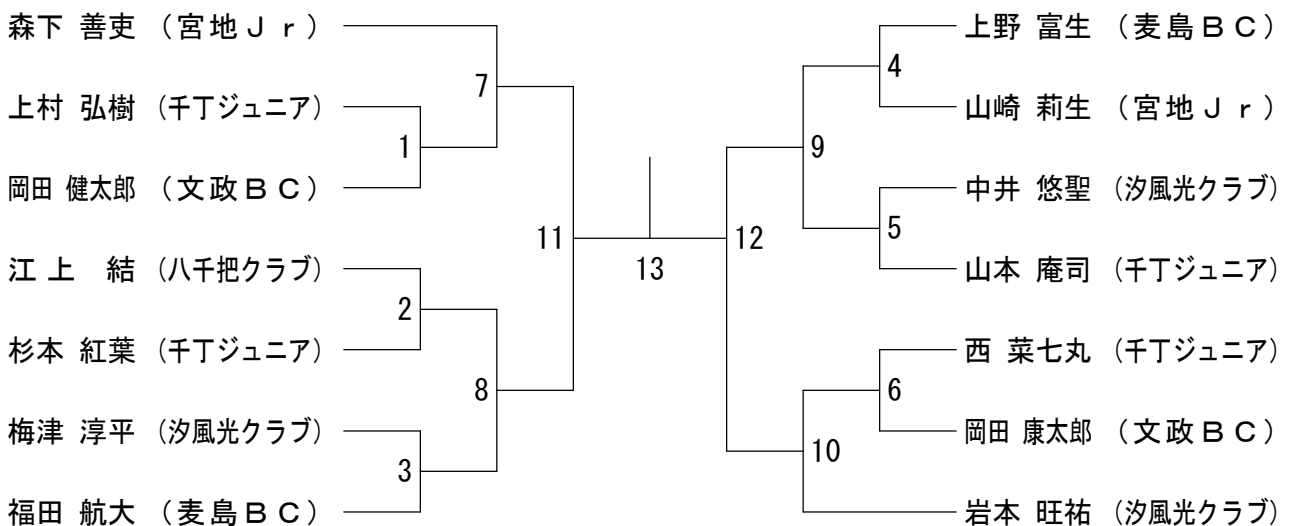 森下 善吏 (宮地Ｊｒ)
7
上村 弘樹 (千丁ジュニア)
1
岡田 健太郎 (文政ＢＣ)
11
江上 結 (八千把クラブ)
2
杉本 紅葉 (千丁ジュニア)
8
梅津 淳平 (汐風光クラブ)
3
福田 航大 (麦島ＢＣ)
13
上野 富生 (麦島ＢＣ)
4
山崎 莉生 (宮地Ｊｒ)
9
中井 悠聖 (汐風光クラブ)
5
山本 庵司 (千丁ジュニア)
12
西 菜七丸 (千丁ジュニア)
6
岡田 康太郎 (文政ＢＣ)
10
岩本 旺祐 (汐風光クラブ)